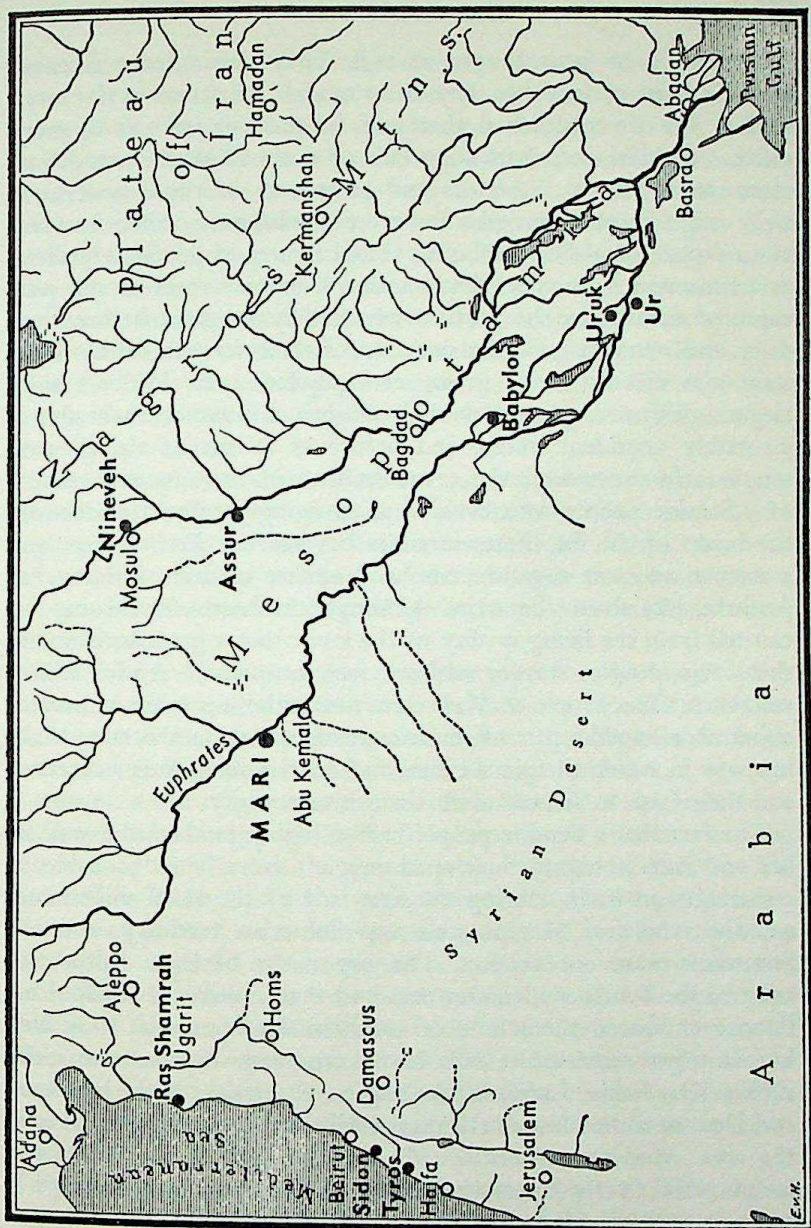 Plateau
of
Iran
Hamadan
Kermanshah
Zagros Mtns.
Nineveh
Mosul
Assur
Mesopotamia
Bagdad
Babylon
Uruk
Ur
Basra
Abadan
Persian
Gulf
Euphrates
MARI
Abu Kemal
Syrian Desert
Arabia
Adana
Aleppo
Ras Shamrah
Ugarit
Homs
Mediterranean
Sea
Beirut
Damascus
Sidon
Tyros
Haifa
Jerusalem